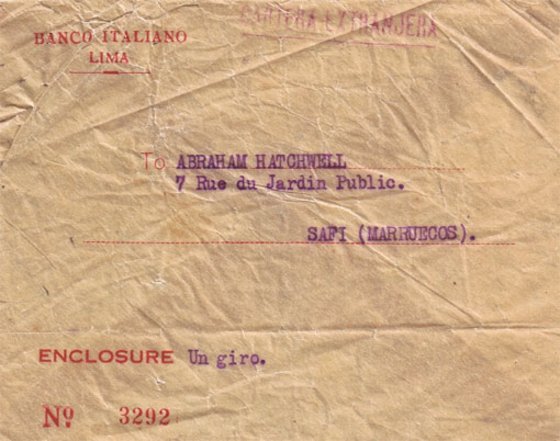 CARTERA EXTRANJERA
BANCO ITALIANO
LIMA
To ABRAHAM HATCHWELL
7 Rue du Jardin Public.
SAFI (MARRUECOS).
ENCLOSURE Un giro.
Nº 3292